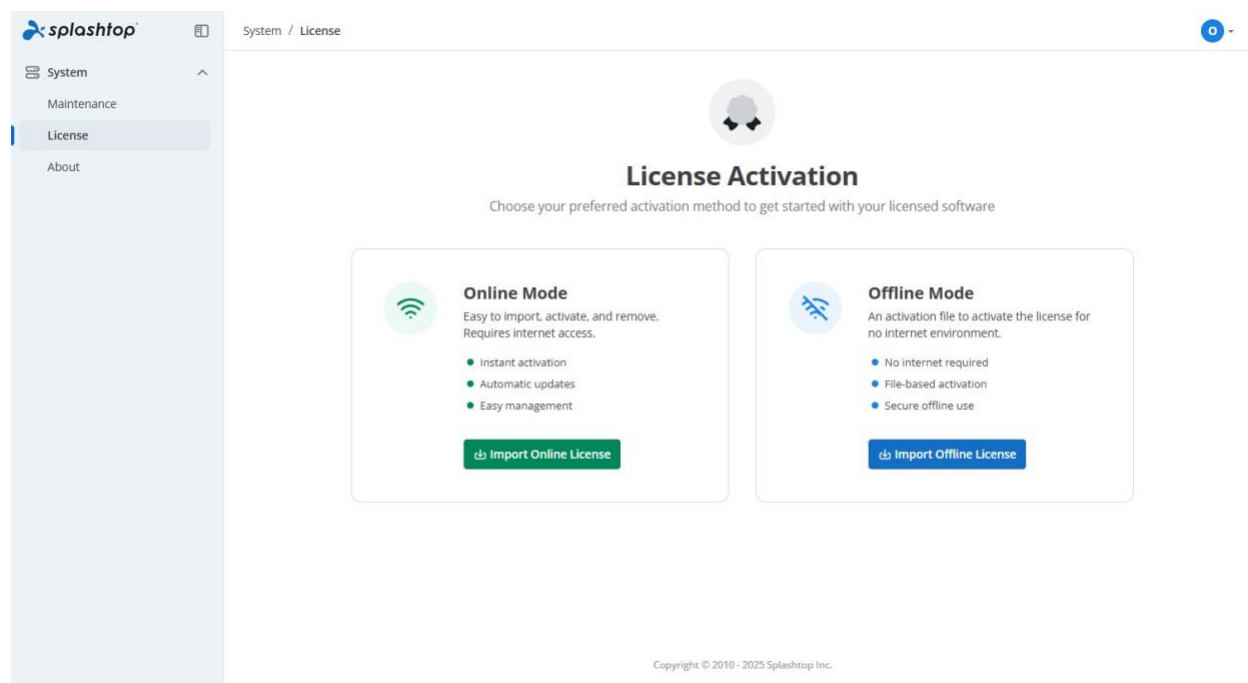 splashtop
System / License
O
System
Maintenance
License
About
License Activation
Choose your preferred activation method to get started with your licensed software
Online Mode
Easy to import, activate, and remove.
Requires internet access.
Instant activation
Automatic updates
Easy management
Import Online License
Offline Mode
An activation file to activate the license for
no internet environment.
No internet required
File-based activation
Secure offline use
Import Offline License
Copyright © 2010 - 2025 Splashtop Inc.